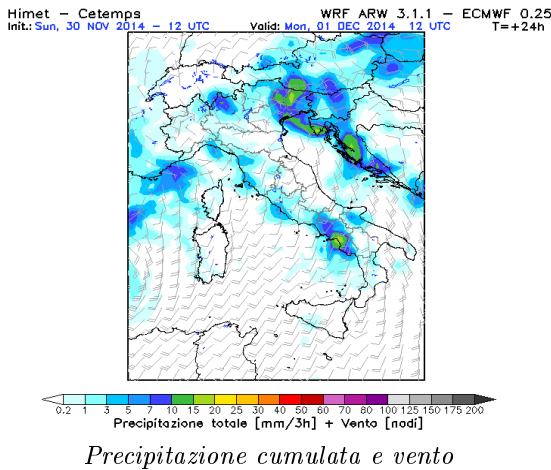 Himet – Cetemps WRF ARW 3.1.1 – ECMWF 0.25
Init.: Sun, 30 NOV 2014 – 12 UTC Valid: Mon, 01 DEC 2014 12 UTC T=+24h
0.2 1 3 5 7 10 15 20 25 30 40 50 60 70 80 100 125 150 175 200
Precipitazione totale [mm/3h] + Vento [nodi]
Precipitazione cumulata e vento